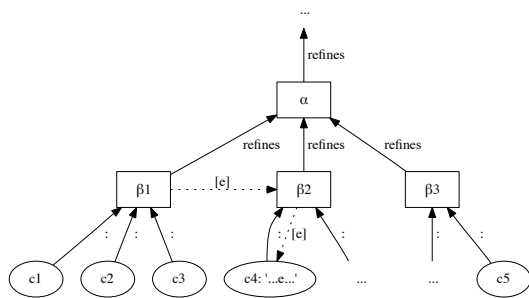 ...
refines
α
refines refines refines
[e]
β1 β2 β3
: : : : [e] : : :
c1 c2 c3 c4: '...e...' ... ... c5